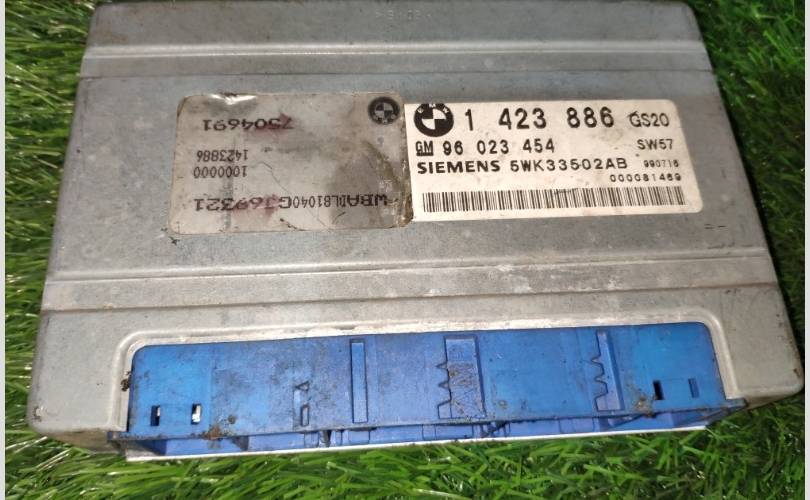 1 423 886 GS20
GM 96 023 454 SW57
SIEMENS 5WK33502AB 990716
000081469
7504691
1423886
1000000
WBADL81040GJ69321